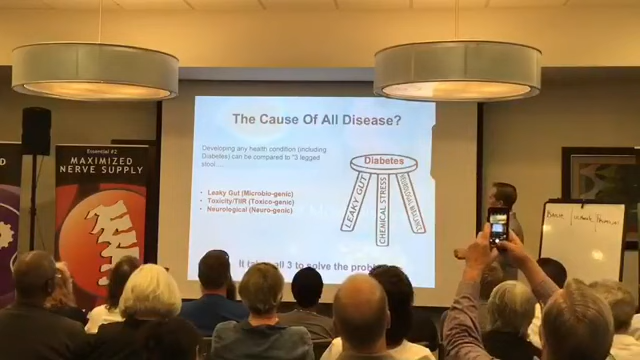 The Cause Of All Disease?
Developing any health condition (including
Diabetes) can be compared to "3 legged
stool....
• Leaky Gut (Microbio-genic)
• Toxicity/TIIR (Toxico-genic)
• Neurological (Neuro-genic)
Diabetes
LEAKY GUT
CHEMICAL STRESS
It takes all 3 to solve the
Essential #2
MAXIMIZED
NERVE SUPPLY